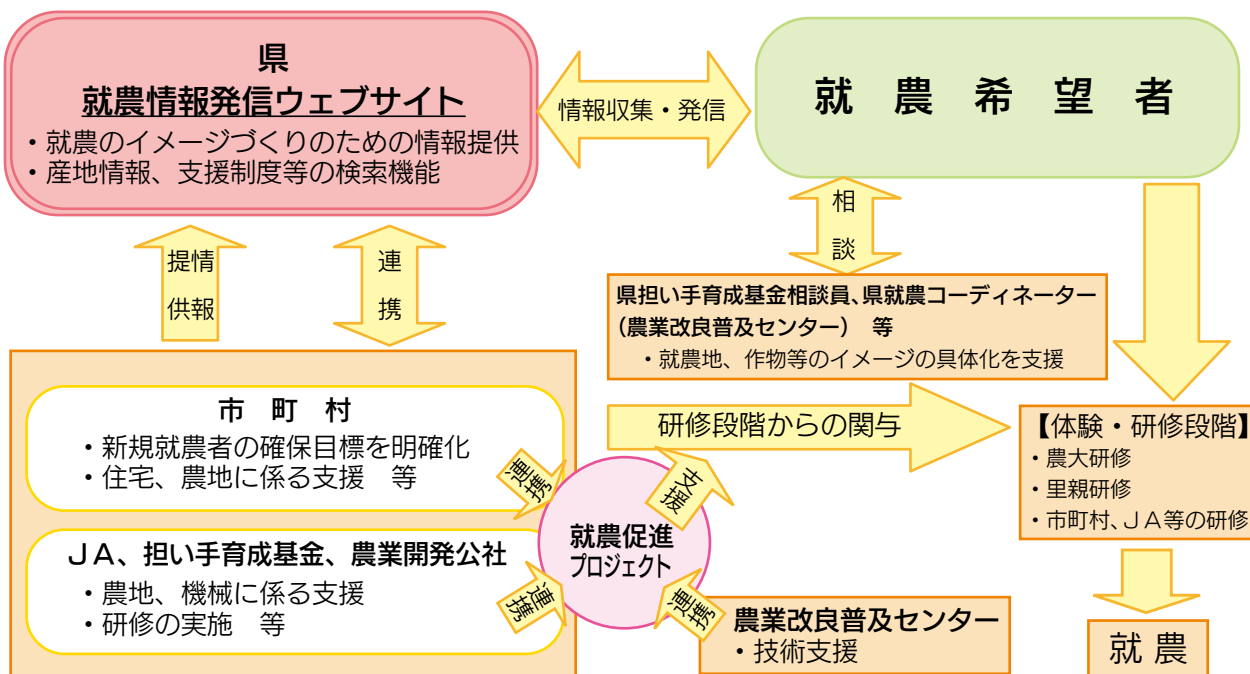 県
就農情報発信ウェブサイト
・就農のイメージづくりのための情報提供
・産地情報、支援制度等の検索機能
情報収集・発信
就農希望者
情報
提供
連携
相談
県担い手育成基金相談員、県就農コーディネーター
（農業改良普及センター）　等
・就農地、作物等のイメージの具体化を支援
市町村
・新規就農者の確保目標を明確化
・住宅、農地に係る支援　等
連携
ＪＡ、担い手育成基金、農業開発公社
・農地、機械に係る支援
・研修の実施　等
連携
就農促進
プロジェクト
支援
研修段階からの関与
連携
農業改良普及センター
・技術支援
【体験・研修段階】
・農大研修
・里親研修
・市町村、ＪＡ等の研修
就農